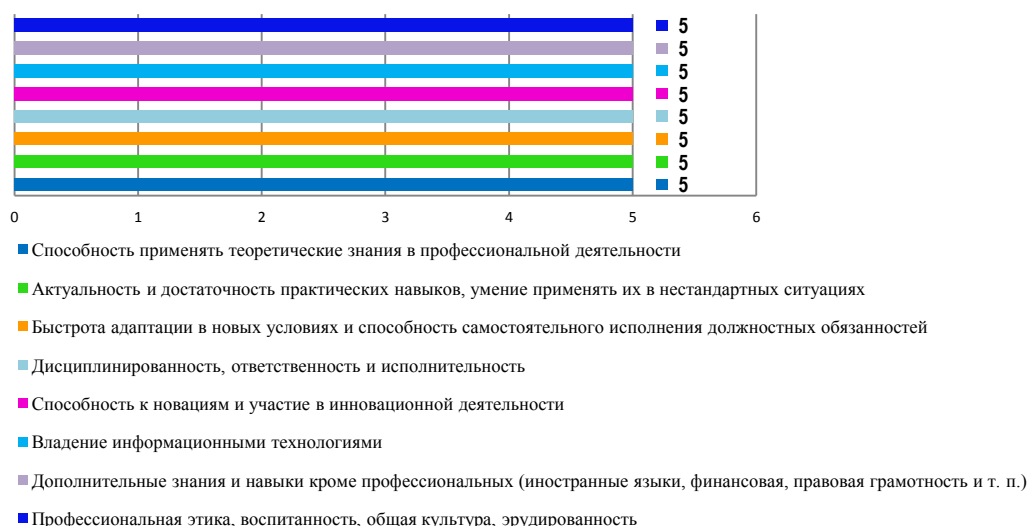 5
5
5
5
5
5
5
5
0 1 2 3 4 5 6
Способность применять теоретические знания в профессиональной деятельности
Актуальность и достаточность практических навыков, умение применять их в нестандартных ситуациях
Быстрота адаптации в новых условиях и способность самостоятельного исполнения должностных обязанностей
Дисциплинированность, ответственность и исполнительность
Способность к новациям и участие в инновационной деятельности
Владение информационными технологиями
Дополнительные знания и навыки кроме профессиональных (иностранные языки, финансовая, правовая грамотность и т. п.)
Профессиональная этика, воспитанность, общая культура, эрудированность